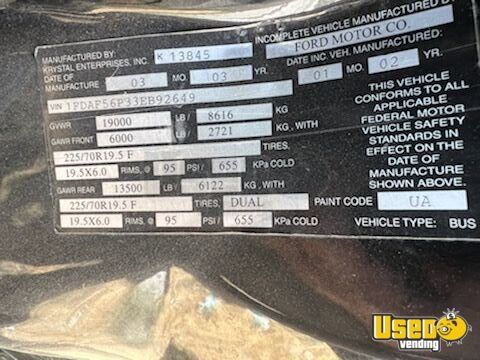 MANUFACTURED BY: K 13845 INCOMPLETE VEHICLE MANUFACTURED BY
KRYSTAL ENTERPRISES, INC. FORD MOTOR CO.
DATE OF MANUFACTURE 03 MO. 03 YR. DATE INC. VEH. MANUFACTURED 01 MO. 02 YR.
VIN 1FDAF56P33EB92649
GVWR 19000 LB/ 8616 KG
GAWR FRONT 6000 LB/ 2721 KG, WITH
225/70R19.5 F TIRES,
19.5X6.0 RIMS, @ 95 PSI/ 655 KPa COLD
GAWR REAR 13500 LB/ 6122 KG, WITH
225/70R19.5 F TIRES, DUAL
19.5X6.0 RIMS, @ 95 PSI/ 655 KPa COLD
THIS VEHICLE
CONFORMS TO ALL
APPLICABLE
FEDERAL MOTOR
VEHICLE SAFETY
STANDARDS IN
EFFECT ON THE
DATE OF
MANUFACTURE
SHOWN ABOVE.
PAINT CODE UA
VEHICLE TYPE: BUS
Used
vending
.COM